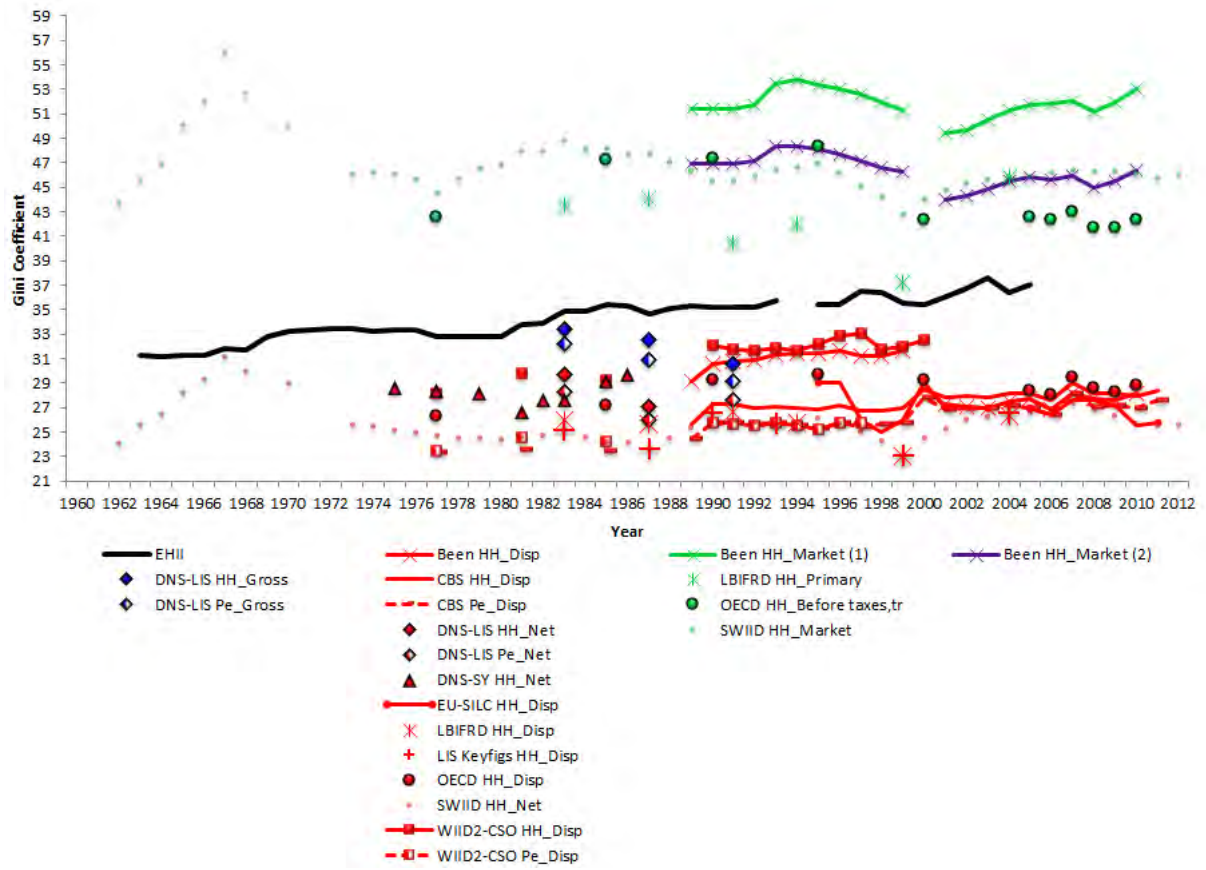 59
57
55
53
51
49
47
45
43
41
39
37
35
33
31
29
27
25
23
21
Gini Coefficient
1960 1962 1964 1966 1968 1970 1972 1974 1976 1978 1980 1982 1984 1986 1988 1990 1992 1994 1996 1998 2000 2002 2004 2006 2008 2010 2012
Year
EHII
DNS-LIS HH_Gross
DNS-LIS Pe_Gross
Been HH_Disp
CBS HH_Disp
CBS Pe_Disp
DNS-LIS HH_Net
DNS-LIS Pe_Net
DNS-SY HH_Net
EU-SILC HH_Disp
LBIFRD HH_Disp
LIS Keyfigs HH_Disp
OECD HH_Disp
SWIID HH_Net
WIID2-CSO HH_Disp
WIID2-CSO Pe_Disp
Been HH_Market (1)
LBIFRD HH_Primary
OECD HH_Before taxes,tr
SWIID HH_Market
Been HH_Market (2)